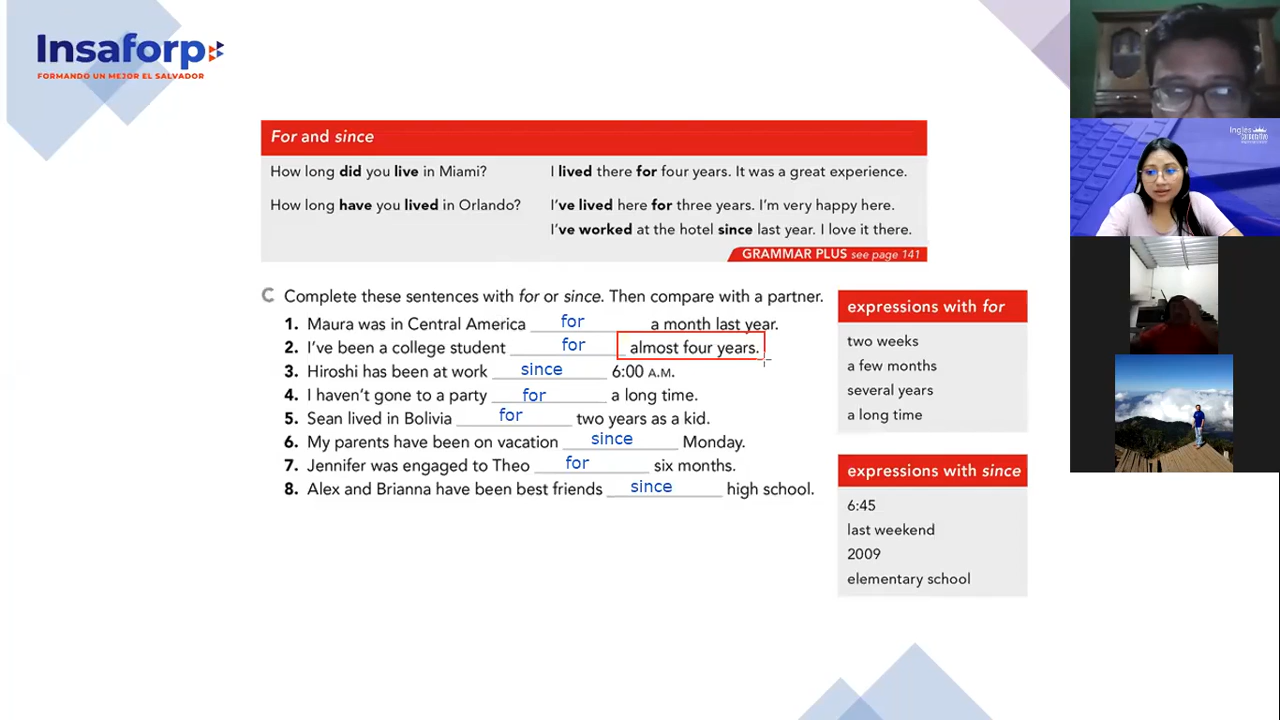 Insaforp
FORMANDO UN MEJOR EL SALVADOR
For and since
How long did you live in Miami? I lived there for four years. It was a great experience.
How long have you lived in Orlando? I've lived here for three years. I'm very happy here.
I've worked at the hotel since last year. I love it there.
GRAMMAR PLUS see page 141
C Complete these sentences with for or since. Then compare with a partner.
1. Maura was in Central America for a month last year.
2. I've been a college student for almost four years.
3. Hiroshi has been at work since 6:00 A.M.
4. I haven't gone to a party for a long time.
5. Sean lived in Bolivia for two years as a kid.
6. My parents have been on vacation since Monday.
7. Jennifer was engaged to Theo for six months.
8. Alex and Brianna have been best friends since high school.
expressions with for
two weeks
a few months
several years
a long time
expressions with since
6:45
last weekend
2009
elementary school
Ingles